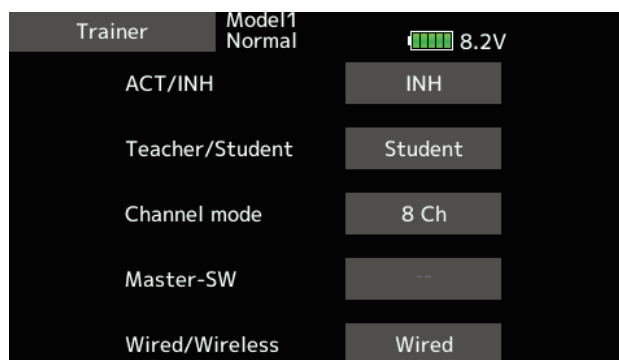 Trainer
Model1
Normal
8.2V
ACT/INH INH
Teacher/Student Student
Channel mode 8 Ch
Master-SW --
Wired/Wireless Wired